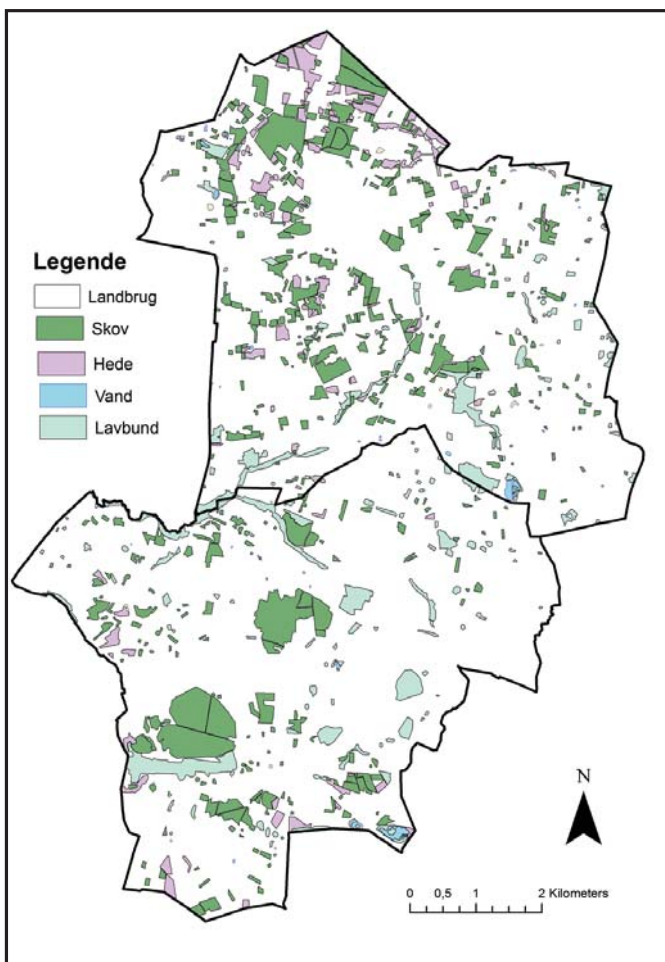 Legende
Landbrug
Skov
Hede
Vand
Lavbund
N
0 0,5 1 2 Kilometers